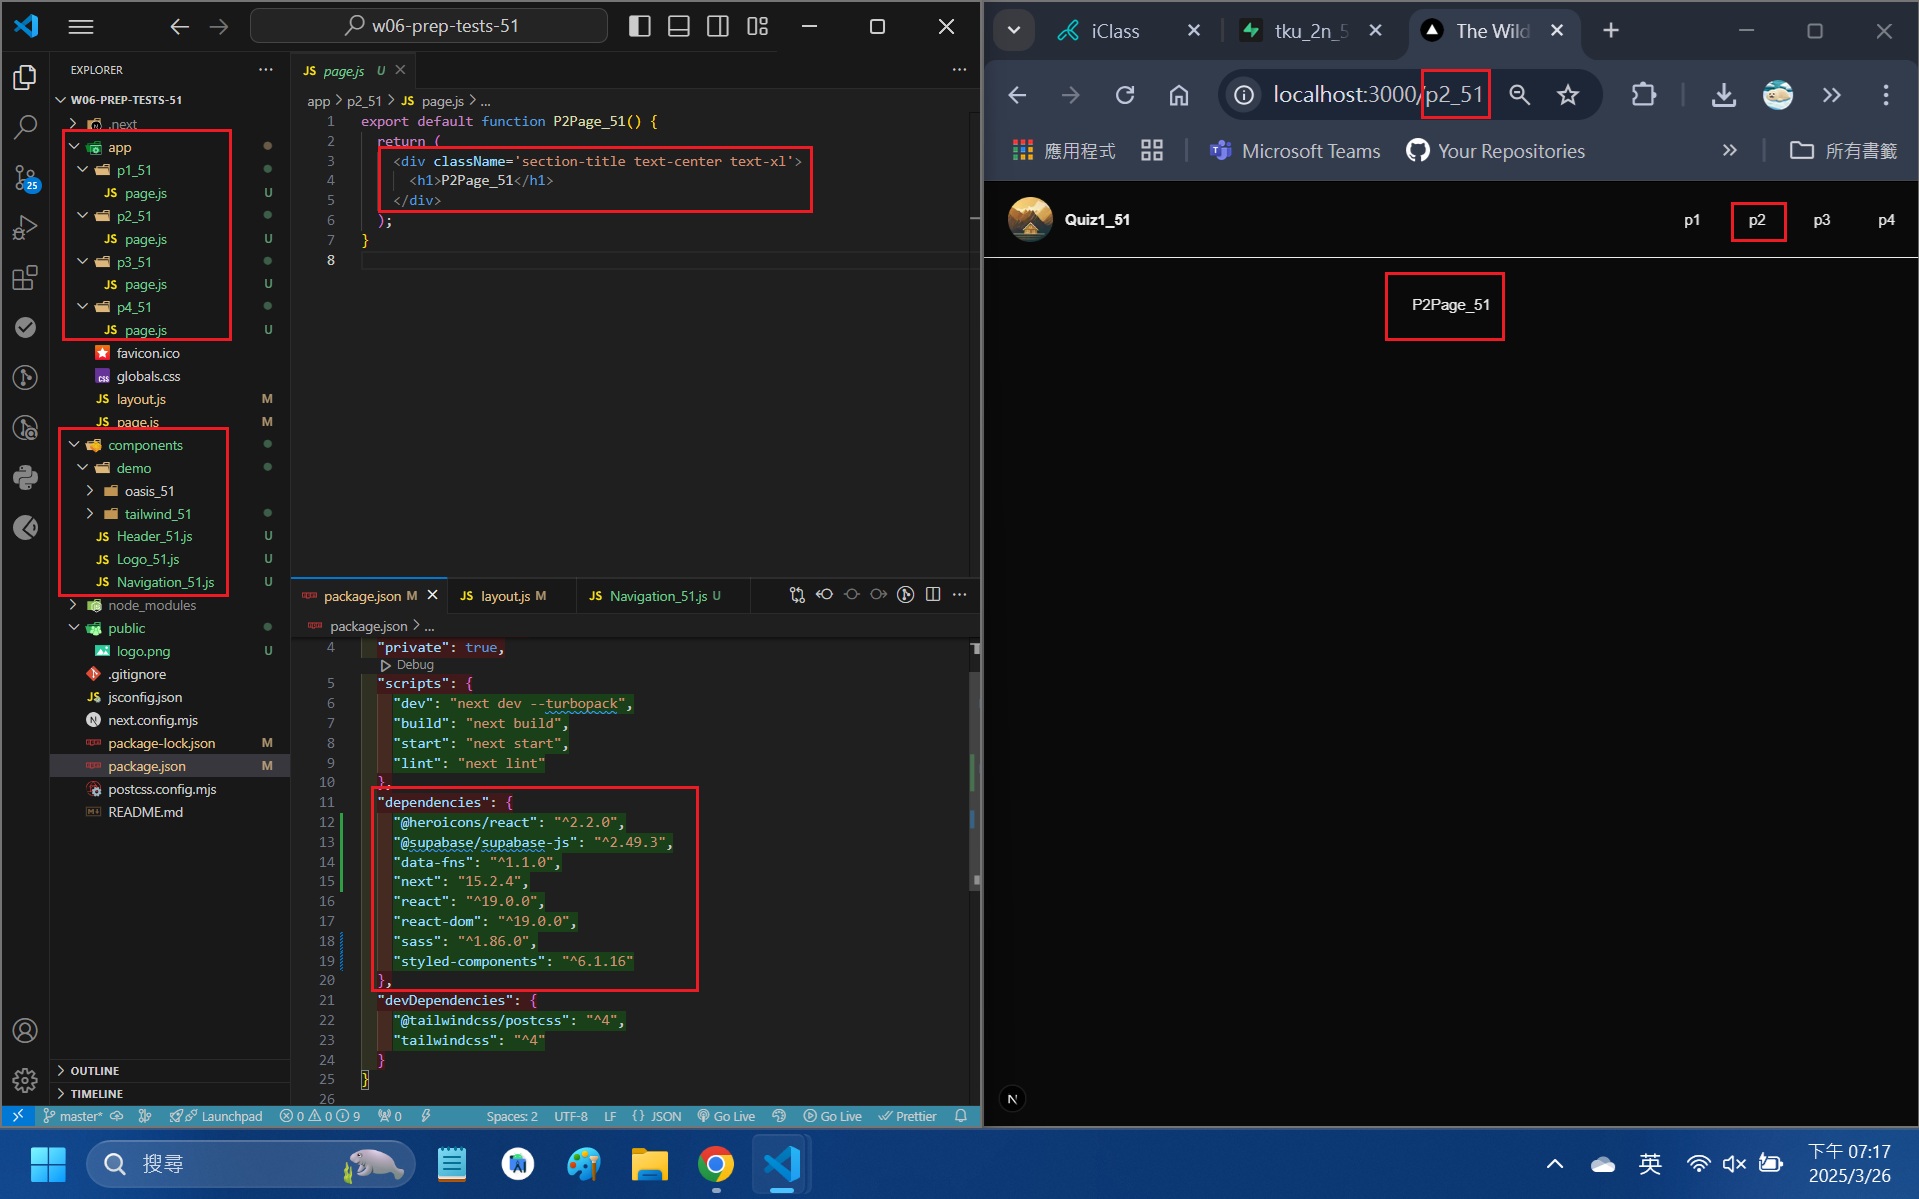 w06-prep-tests-51
EXPLORER
W06-PREP-TESTS-51
.next
app
p1_51
JS page.js U
p2_51
JS page.js U
p3_51
JS page.js U
p4_51
JS page.js U
favicon.ico
globals.css
JS layout.js M
JS page.js M
components
demo
oasis_51
tailwind_51
JS Header_51.js U
JS Logo_51.js U
JS Navigation_51.js U
node_modules
public
logo.png U
.gitignore
JS jsconfig.json
next.config.mjs
package-lock.json M
package.json M
postcss.config.mjs
README.md
OUTLINE
TIMELINE
JS page.js U
app > p2_51 > JS page.js > ...
1 export default function P2Page_51() {
2 return (
3 <div className='section-title text-center text-xl'>
4 <h1>P2Page_51</h1>
5 </div>
6 );
7 }
8
package.json M
JS layout.js M
JS Navigation_51.js U
package.json > ...
4 "private": true,
Debug
5 "scripts": {
6 "dev": "next dev --turbopack",
7 "build": "next build",
8 "start": "next start",
9 "lint": "next lint"
10 },
11 "dependencies": {
12 "@heroicons/react": "^2.2.0",
13 "@supabase/supabase-js": "^2.49.3",
14 "data-fns": "^1.1.0",
15 "next": "15.2.4",
16 "react": "^19.0.0",
17 "react-dom": "^19.0.0",
18 "sass": "^1.86.0",
19 "styled-components": "^6.1.16"
20 },
21 "devDependencies": {
22 "@tailwindcss/postcss": "^4",
23 "tailwindcss": "^4"
24 }
25 }
26
25
master* Launchpad 0 0 9 0 Spaces: 2 UTF-8 LF {} JSON Go Live Go Live Prettier
iClass
tku_2n_5
The Wild
localhost:3000/p2_51
應用程式
Microsoft Teams
Your Repositories
所有書籤
Quiz1_51
p1 p2 p3 p4
P2Page_51
N
搜尋
英
下午 07:17
2025/3/26